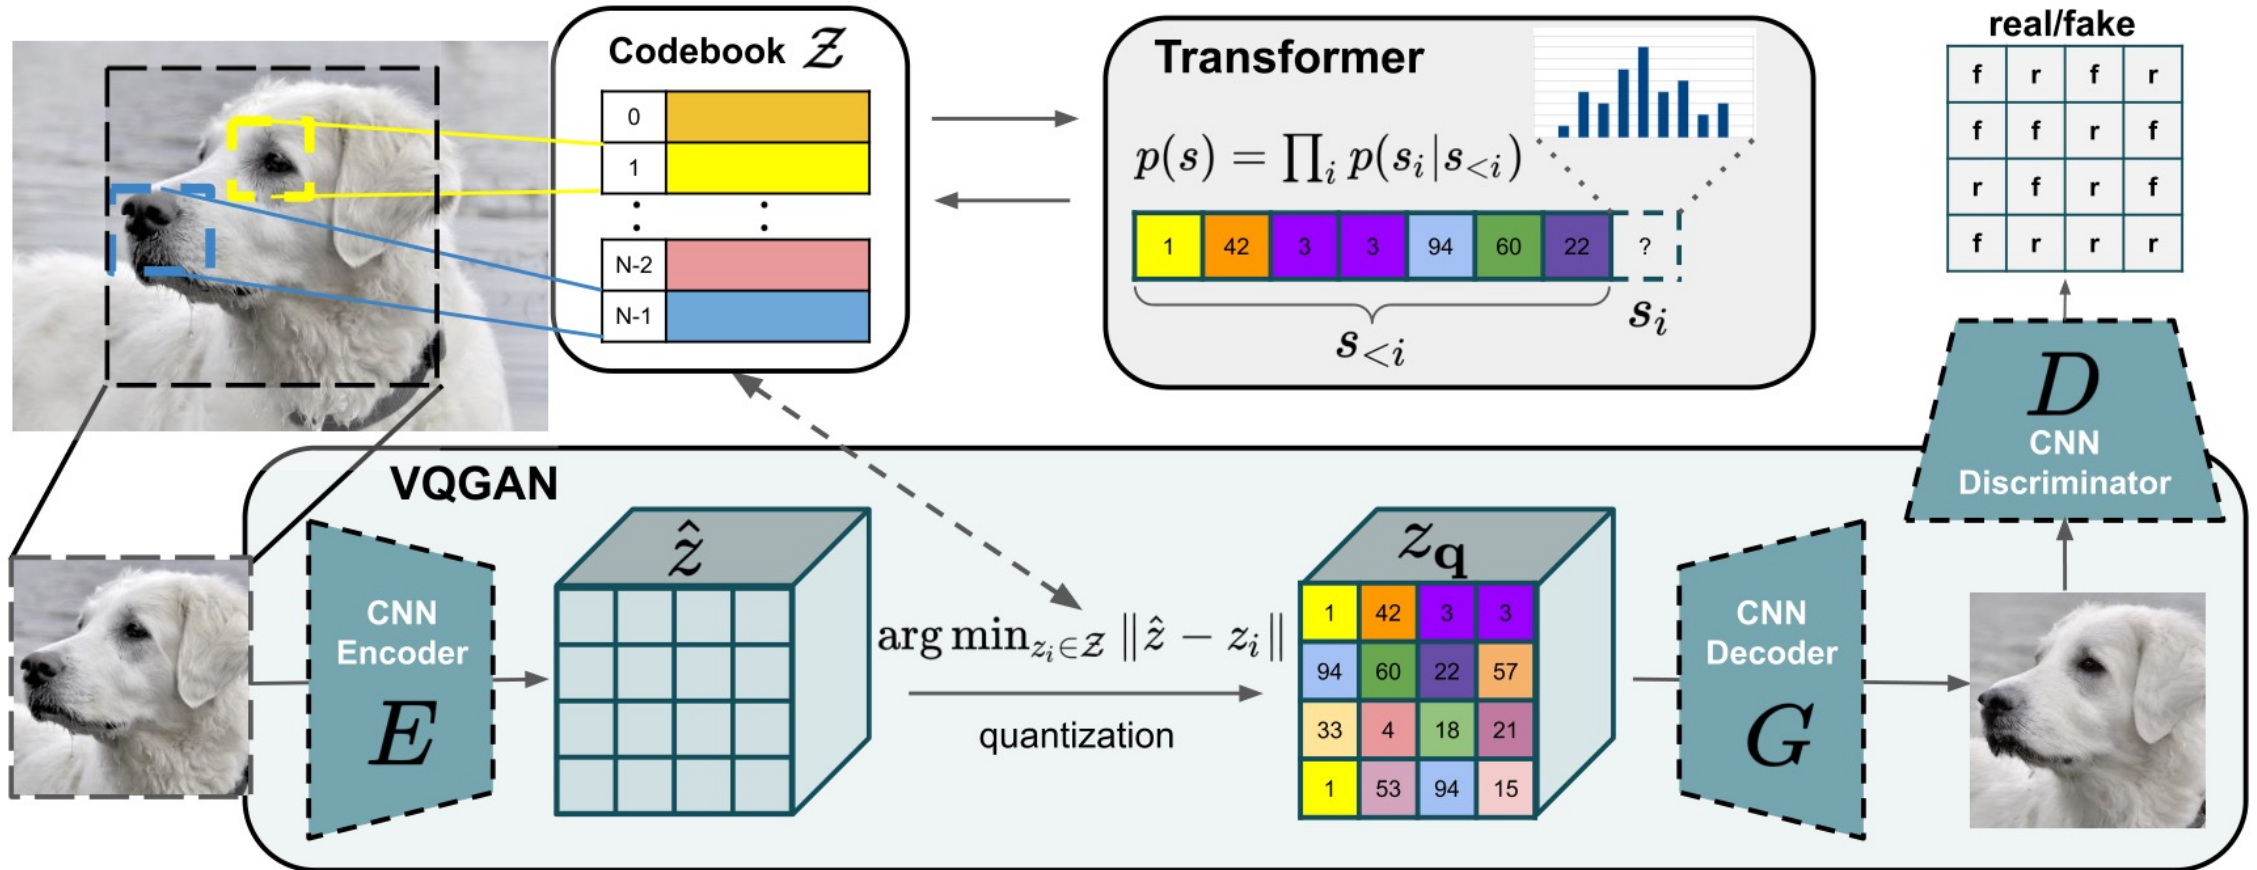 Codebook 𝒵
0
1
⋮ ⋮
N-2
N-1
Transformer
p(s) = ∏ᵢ p(sᵢ|s<ᵢ)
1 42 3 3 94 60 22 ?
s<ᵢ sᵢ
real/fake
f r f r
f f r f
r f r f
f r r r
D
CNN
Discriminator
VQGAN
CNN
Encoder
E
ẑ
arg min_{zᵢ∈𝒵} ‖ẑ − zᵢ‖
quantization
z_𝐪
1 42 3 3
94 60 22 57
33 4 18 21
1 53 94 15
CNN
Decoder
G